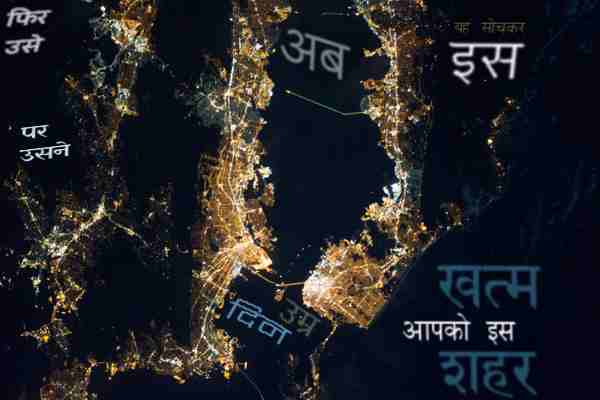 फिर
उसे
अब
यह सोचकर
इस
पर
उसने
दिन
उम्र
खत्म
आपको इस
शहर